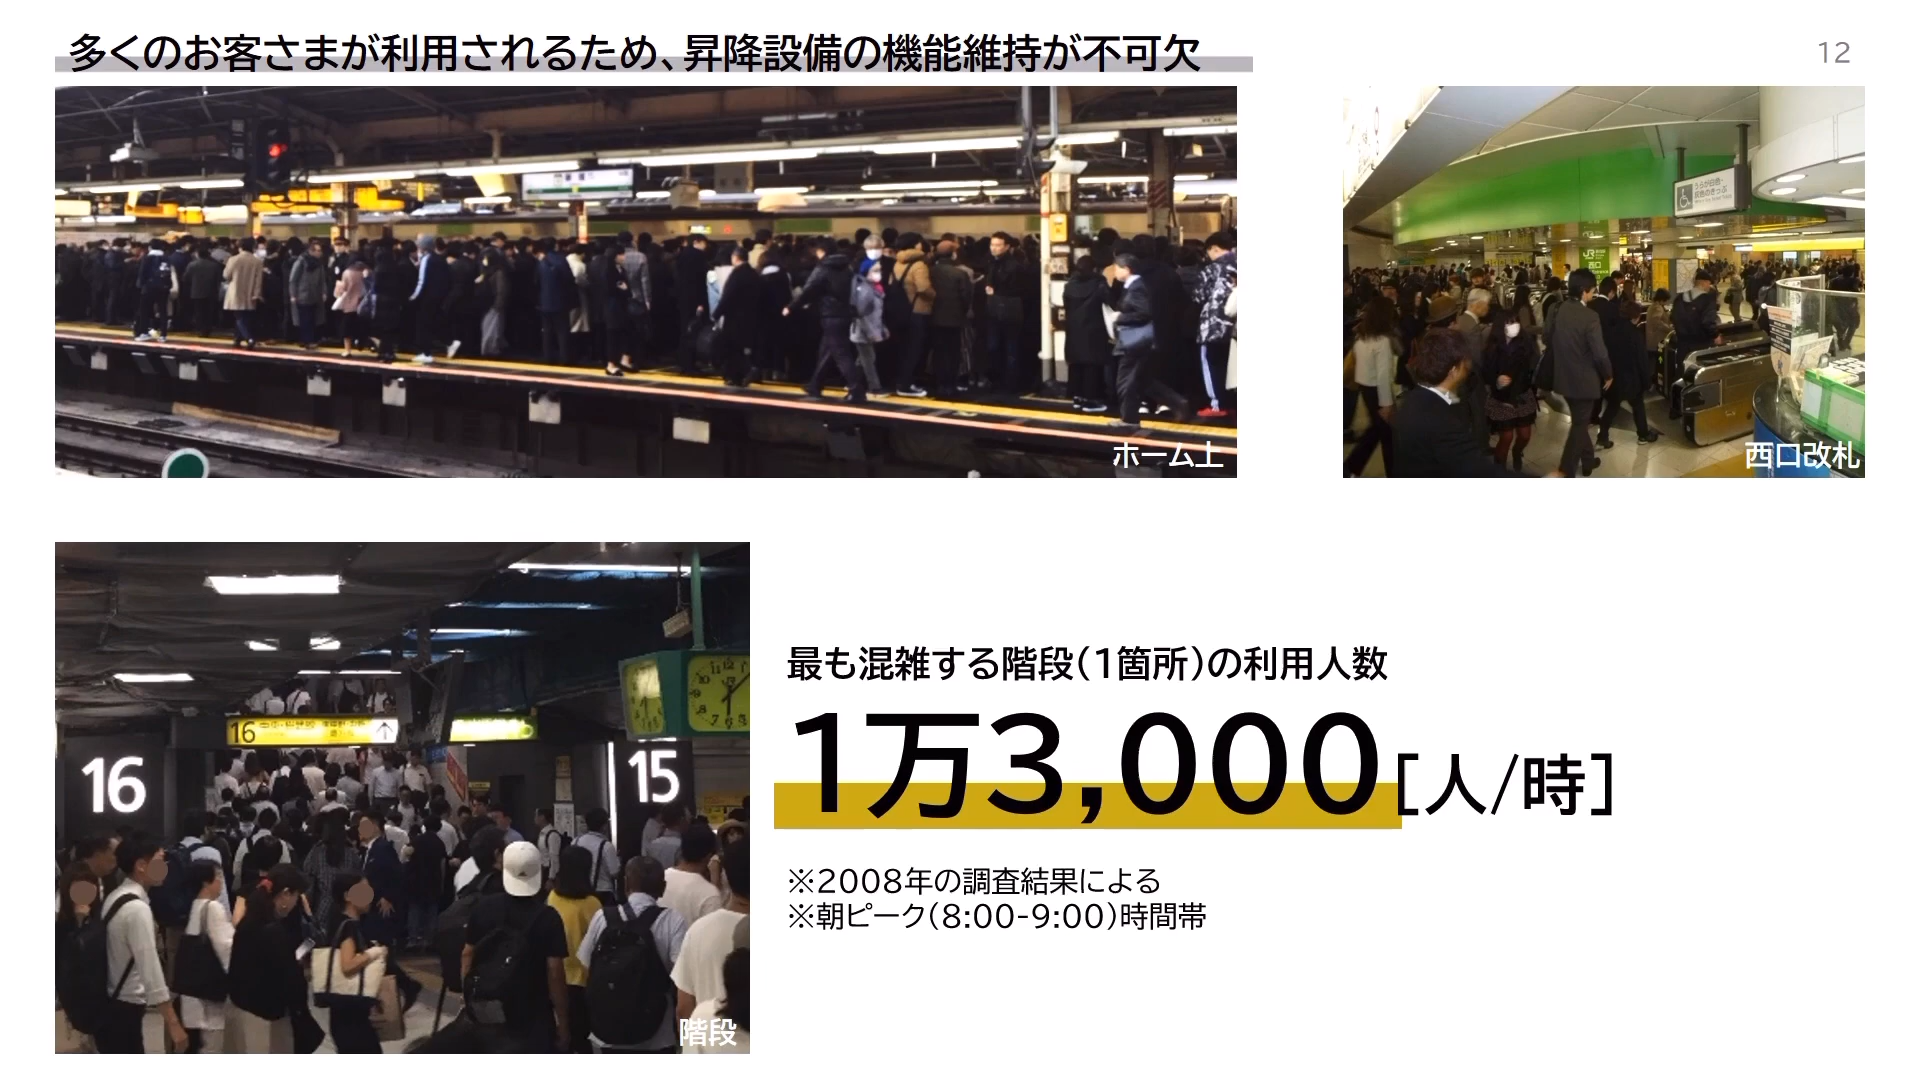 多くのお客さまが利用されるため、昇降設備の機能維持が不可欠
12
ホーム上
西口改札
JR
西口
16
16
15
階段
最も混雑する階段(1箇所)の利用人数
1万3,000[人/時]
※2008年の調査結果による
※朝ピーク(8:00-9:00)時間帯